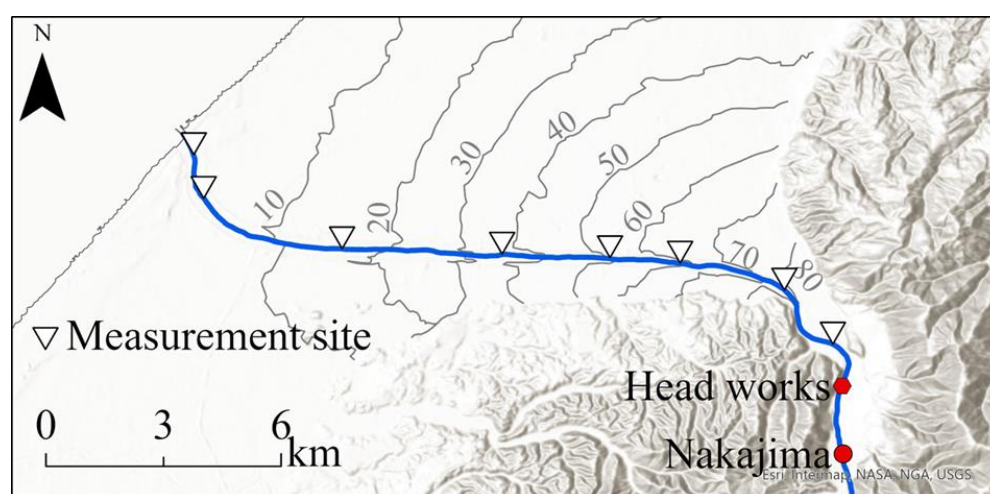 N
40
30
50
10
20
60
70
80
Measurement site
Head works
0 3 6
km
Nakajima
Esri, Intermap, NASA, NGA, USGS